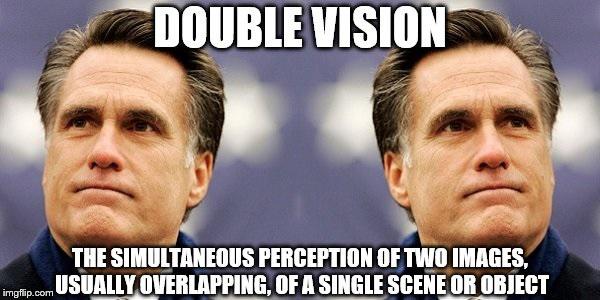 DOUBLE VISION
THE SIMULTANEOUS PERCEPTION OF TWO IMAGES,
USUALLY OVERLAPPING, OF A SINGLE SCENE OR OBJECT
imgflip.com